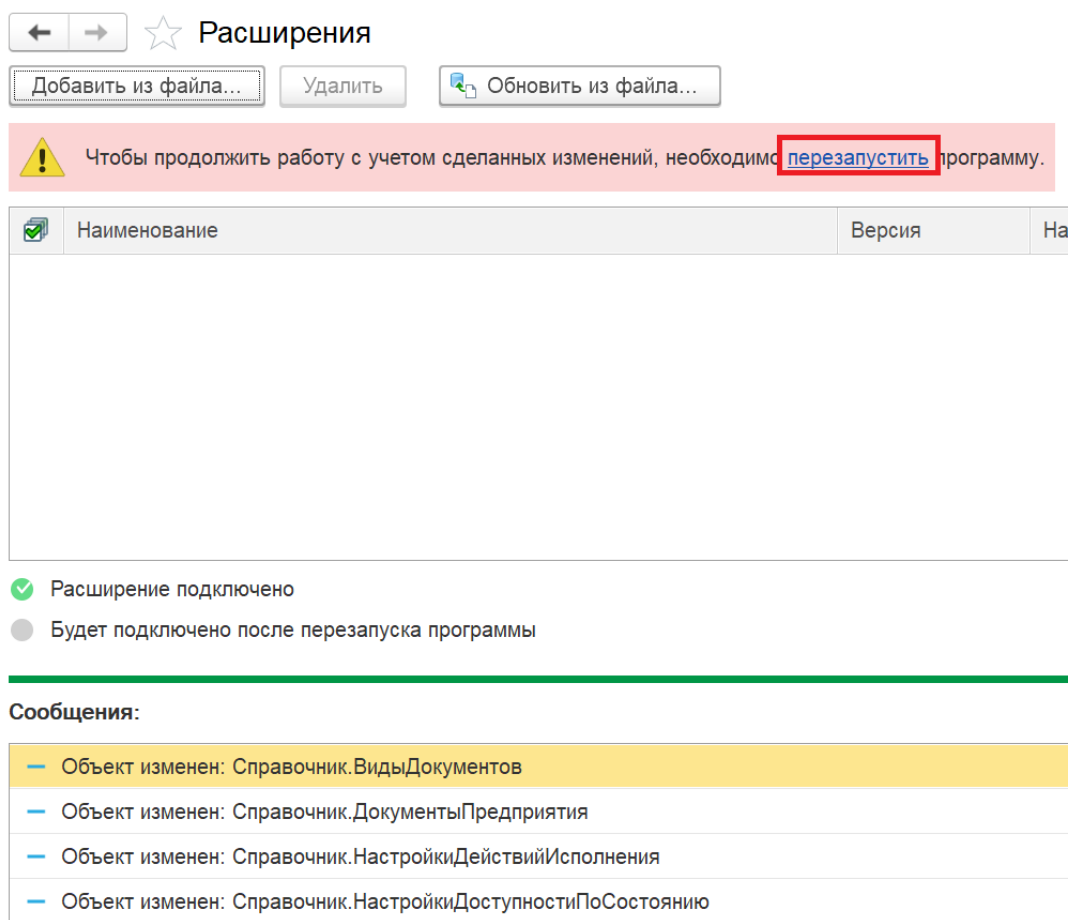 Расширения
Добавить из файла... Удалить Обновить из файла...
Чтобы продолжить работу с учетом сделанных изменений, необходимо перезапустить программу.
Наименование Версия На
Расширение подключено
Будет подключено после перезапуска программы
Сообщения:
Объект изменен: Справочник.ВидыДокументов
Объект изменен: Справочник.ДокументыПредприятия
Объект изменен: Справочник.НастройкиДействийИсполнения
Объект изменен: Справочник.НастройкиДоступностиПоСостоянию